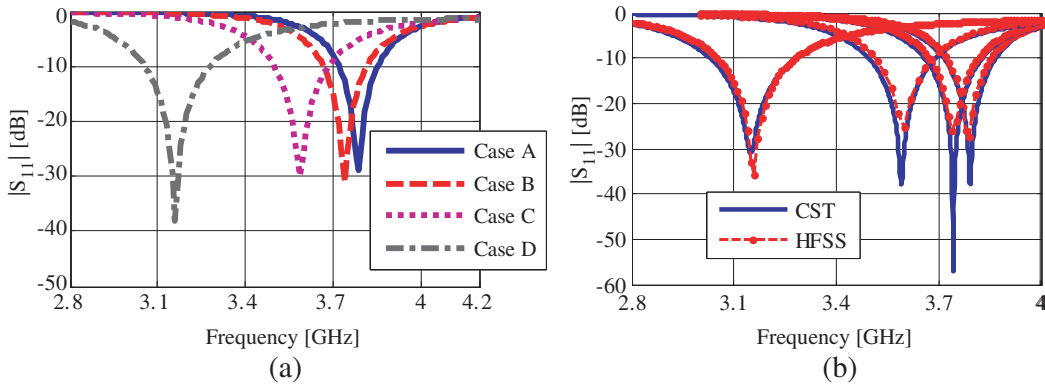 0
-10
-20
-30
-40
-50
|S11| [dB]
2.8 3.1 3.4 3.7 4 4.2
Frequency [GHz]
Case A
Case B
Case C
Case D
(a)
0
-10
-20
-30
-40
-50
-60
|S11| [dB]
2.8 3.1 3.4 3.7 4
Frequency [GHz]
CST
HFSS
(b)